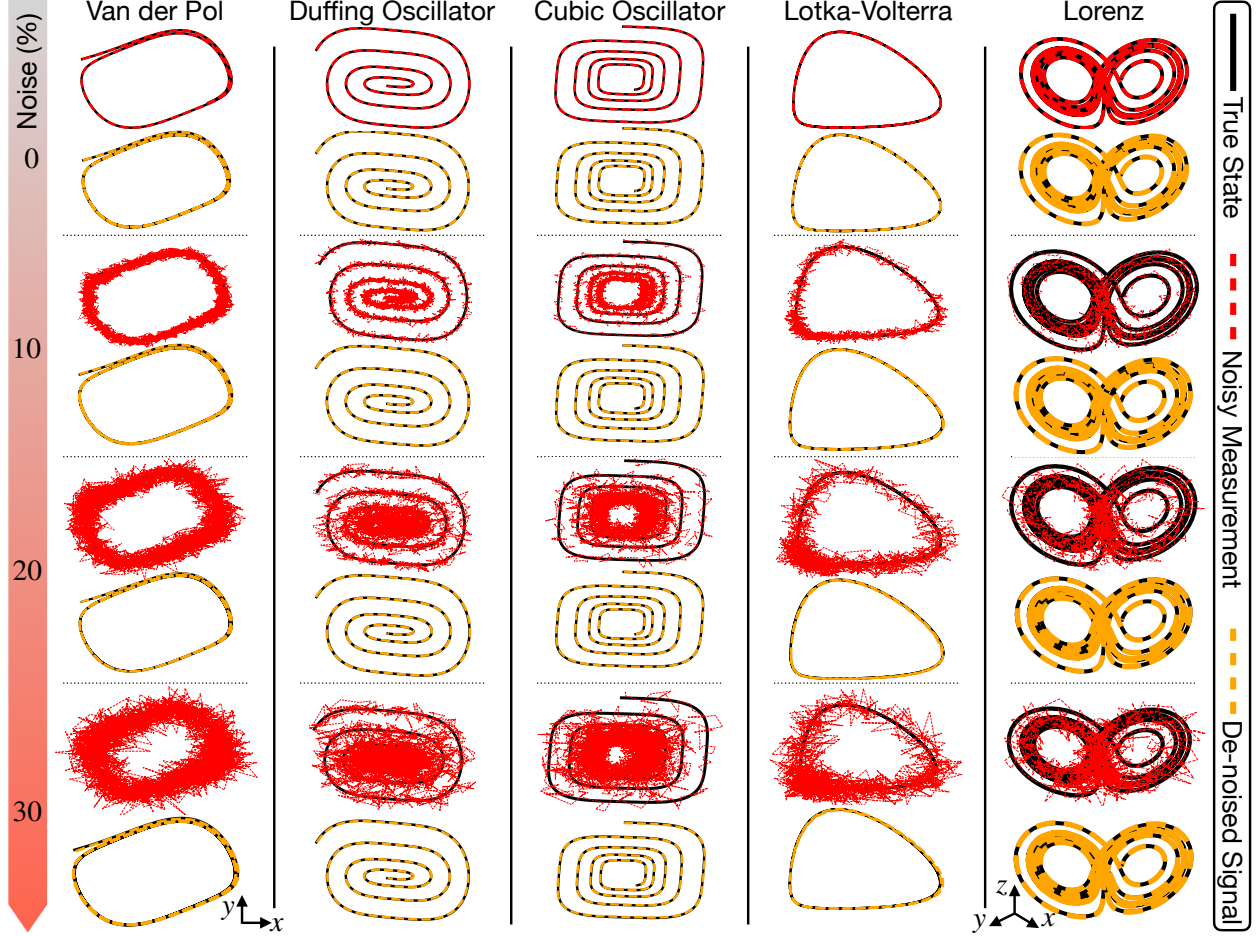 Van der Pol
Duffing Oscillator
Cubic Oscillator
Lotka-Volterra
Lorenz
Noise (%)
0
10
20
30
True State
Noisy Measurement
De-noised Signal
y
x
z
y
x